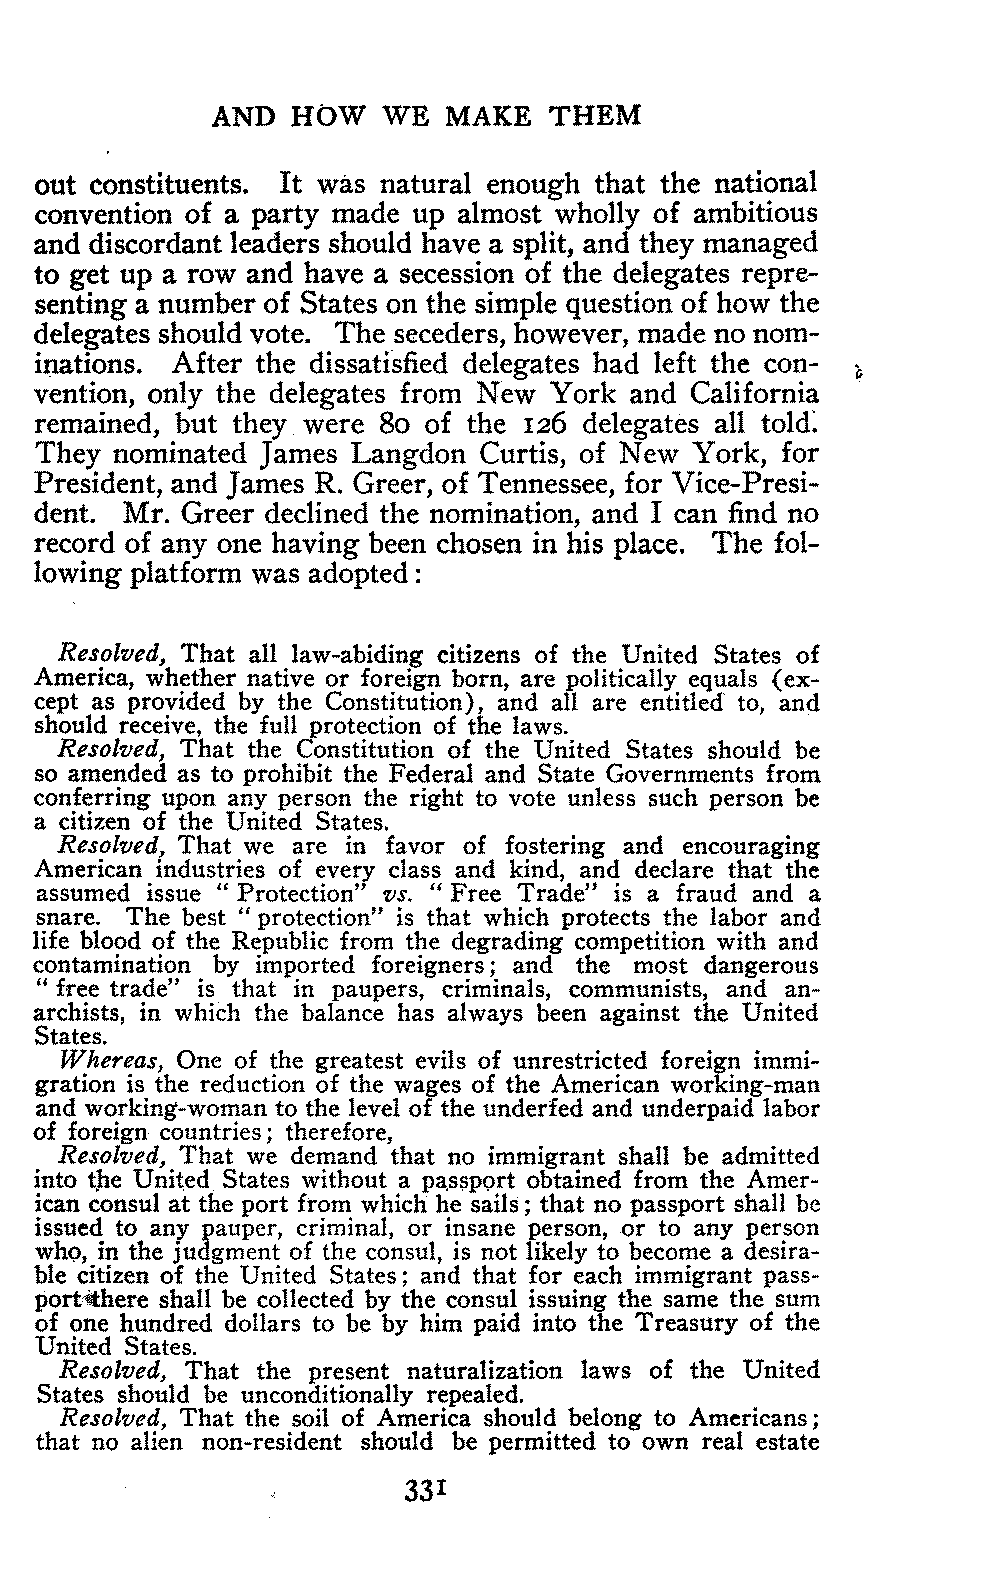 AND HOW WE MAKE THEM
out constituents. It was natural enough that the national
convention of a party made up almost wholly of ambitious
and discordant leaders should have a split, and they managed
to get up a row and have a secession of the delegates repre-
senting a number of States on the simple question of how the
delegates should vote. The seceders, however, made no nom-
inations. After the dissatisfied delegates had left the con-
vention, only the delegates from New York and California
remained, but they were 80 of the 126 delegates all told.
They nominated James Langdon Curtis, of New York, for
President, and James R. Greer, of Tennessee, for Vice-Presi-
dent. Mr. Greer declined the nomination, and I can find no
record of any one having been chosen in his place. The fol-
lowing platform was adopted:
Resolved, That all law-abiding citizens of the United States of
America, whether native or foreign born, are politically equals (ex-
cept as provided by the Constitution), and all are entitled to, and
should receive, the full protection of the laws.
Resolved, That the Constitution of the United States should be
so amended as to prohibit the Federal and State Governments from
conferring upon any person the right to vote unless such person be
a citizen of the United States.
Resolved, That we are in favor of fostering and encouraging
American industries of every class and kind, and declare that the
assumed issue "Protection" vs. "Free Trade" is a fraud and a
snare. The best "protection" is that which protects the labor and
life blood of the Republic from the degrading competition with and
contamination by imported foreigners; and the most dangerous
"free trade" is that in paupers, criminals, communists, and an-
archists, in which the balance has always been against the United
States.
Whereas, One of the greatest evils of unrestricted foreign immi-
gration is the reduction of the wages of the American working-man
and working-woman to the level of the underfed and underpaid labor
of foreign countries; therefore,
Resolved, That we demand that no immigrant shall be admitted
into the United States without a passport obtained from the Amer-
ican consul at the port from which he sails; that no passport shall be
issued to any pauper, criminal, or insane person, or to any person
who, in the judgment of the consul, is not likely to become a desira-
ble citizen of the United States; and that for each immigrant pass-
port there shall be collected by the consul issuing the same the sum
of one hundred dollars to be by him paid into the Treasury of the
United States.
Resolved, That the present naturalization laws of the United
States should be unconditionally repealed.
Resolved, That the soil of America should belong to Americans;
that no alien non-resident should be permitted to own real estate
331